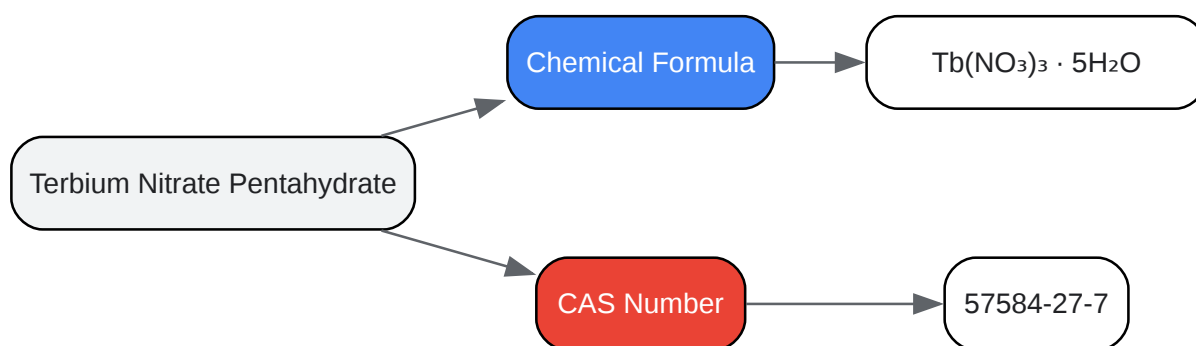 Chemical Formula
Tb(NO₃)₃ · 5H₂O
Terbium Nitrate Pentahydrate
CAS Number
57584-27-7